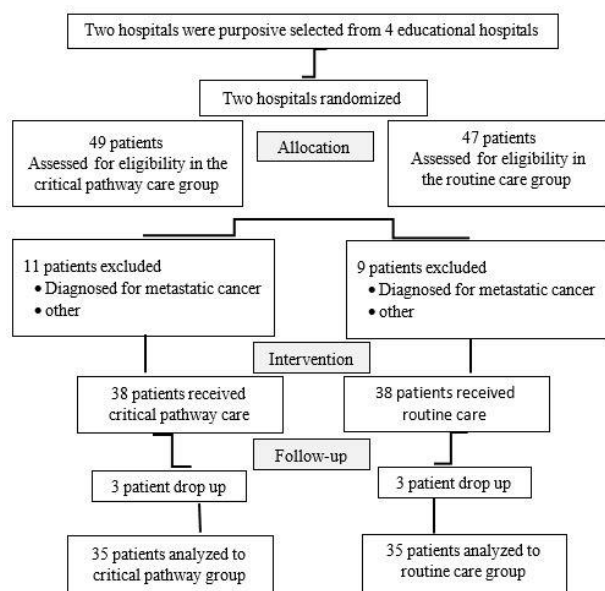 Two hospitals were purposive selected from 4 educational hospitals
Two hospitals randomized
49 patients
Assessed for eligibility in the
critical pathway care group
Allocation
47 patients
Assessed for eligibility in
the routine care group
11 patients excluded
• Diagnosed for metastatic cancer
• other
9 patients excluded
• Diagnosed for metastatic cancer
• other
Intervention
38 patients received
critical pathway care
38 patients received
routine care
Follow-up
3 patient drop up
3 patient drop up
35 patients analyzed to
critical pathway group
35 patients analyzed to
routine care group